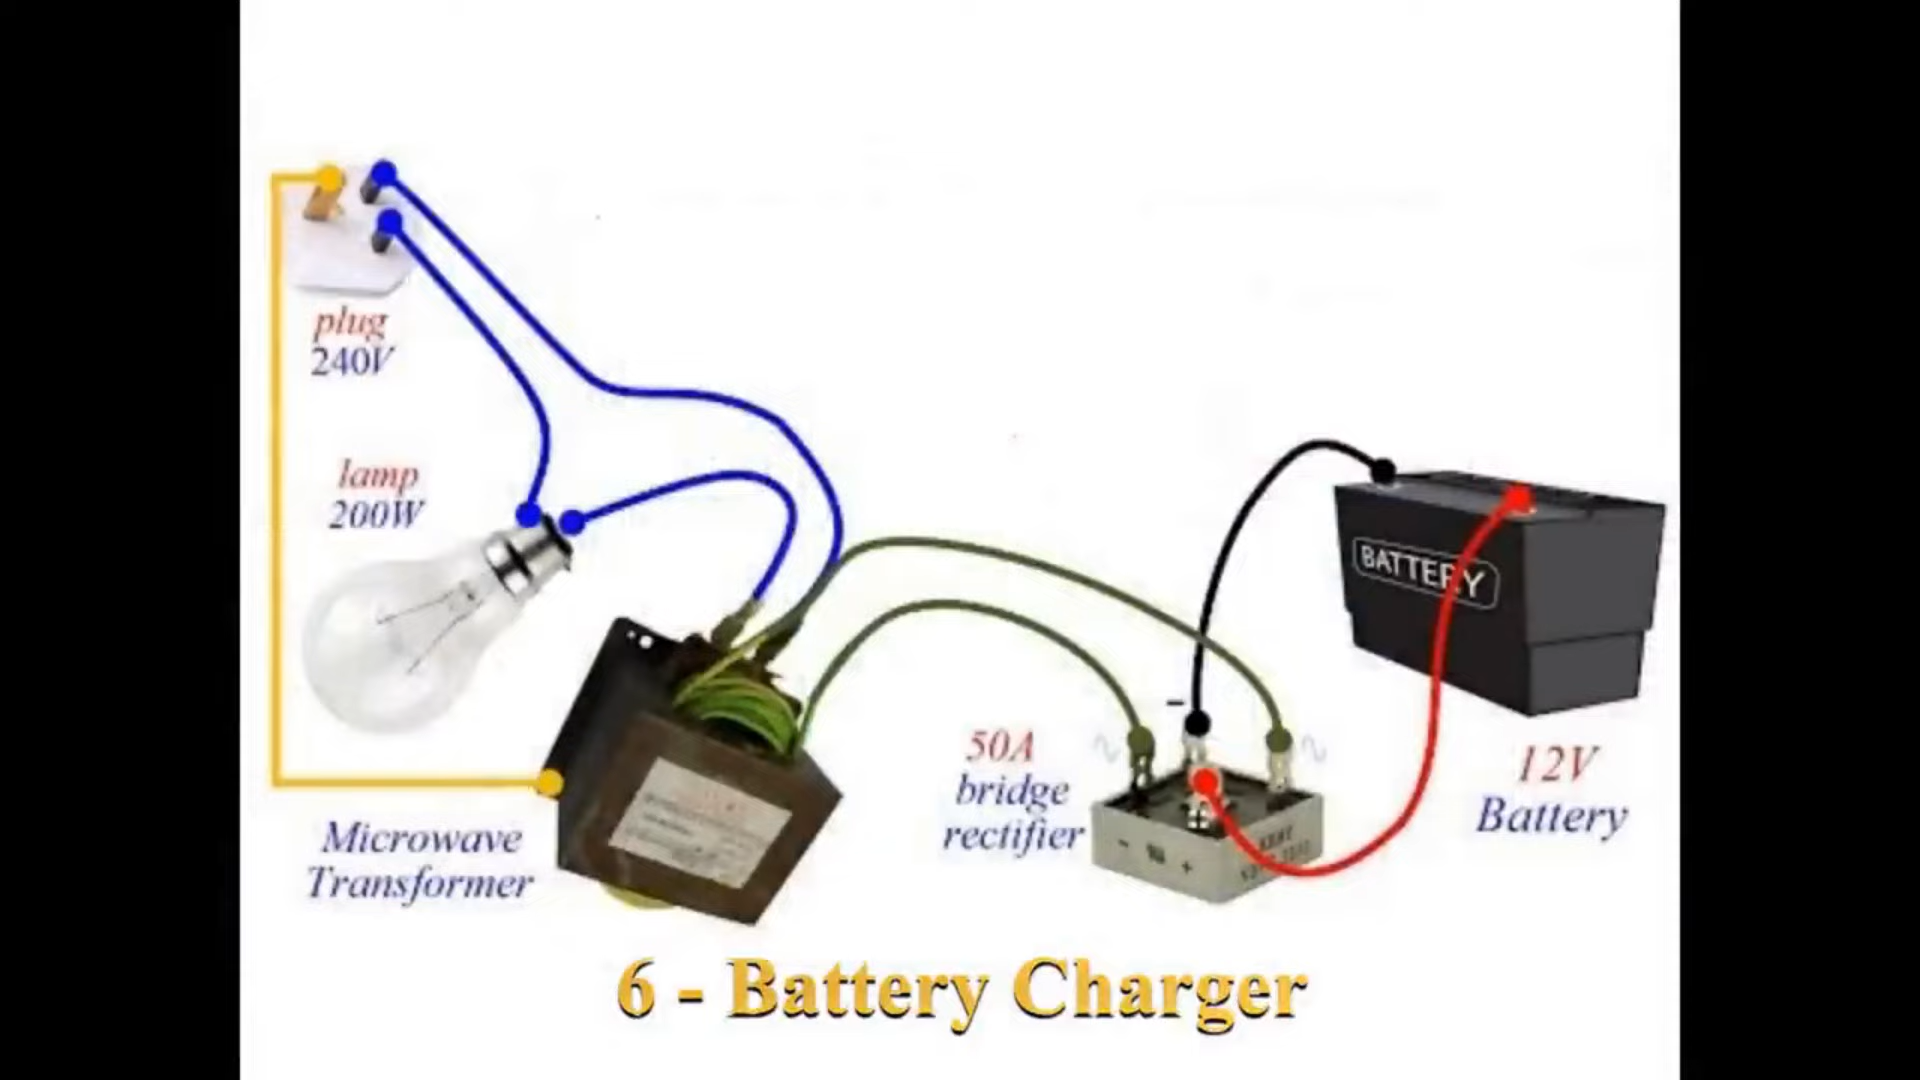 plug
240V
lamp
200W
BATTERY
-
50A
bridge
rectifier
12V
Battery
Microwave
Transformer
- +
6 - Battery Charger